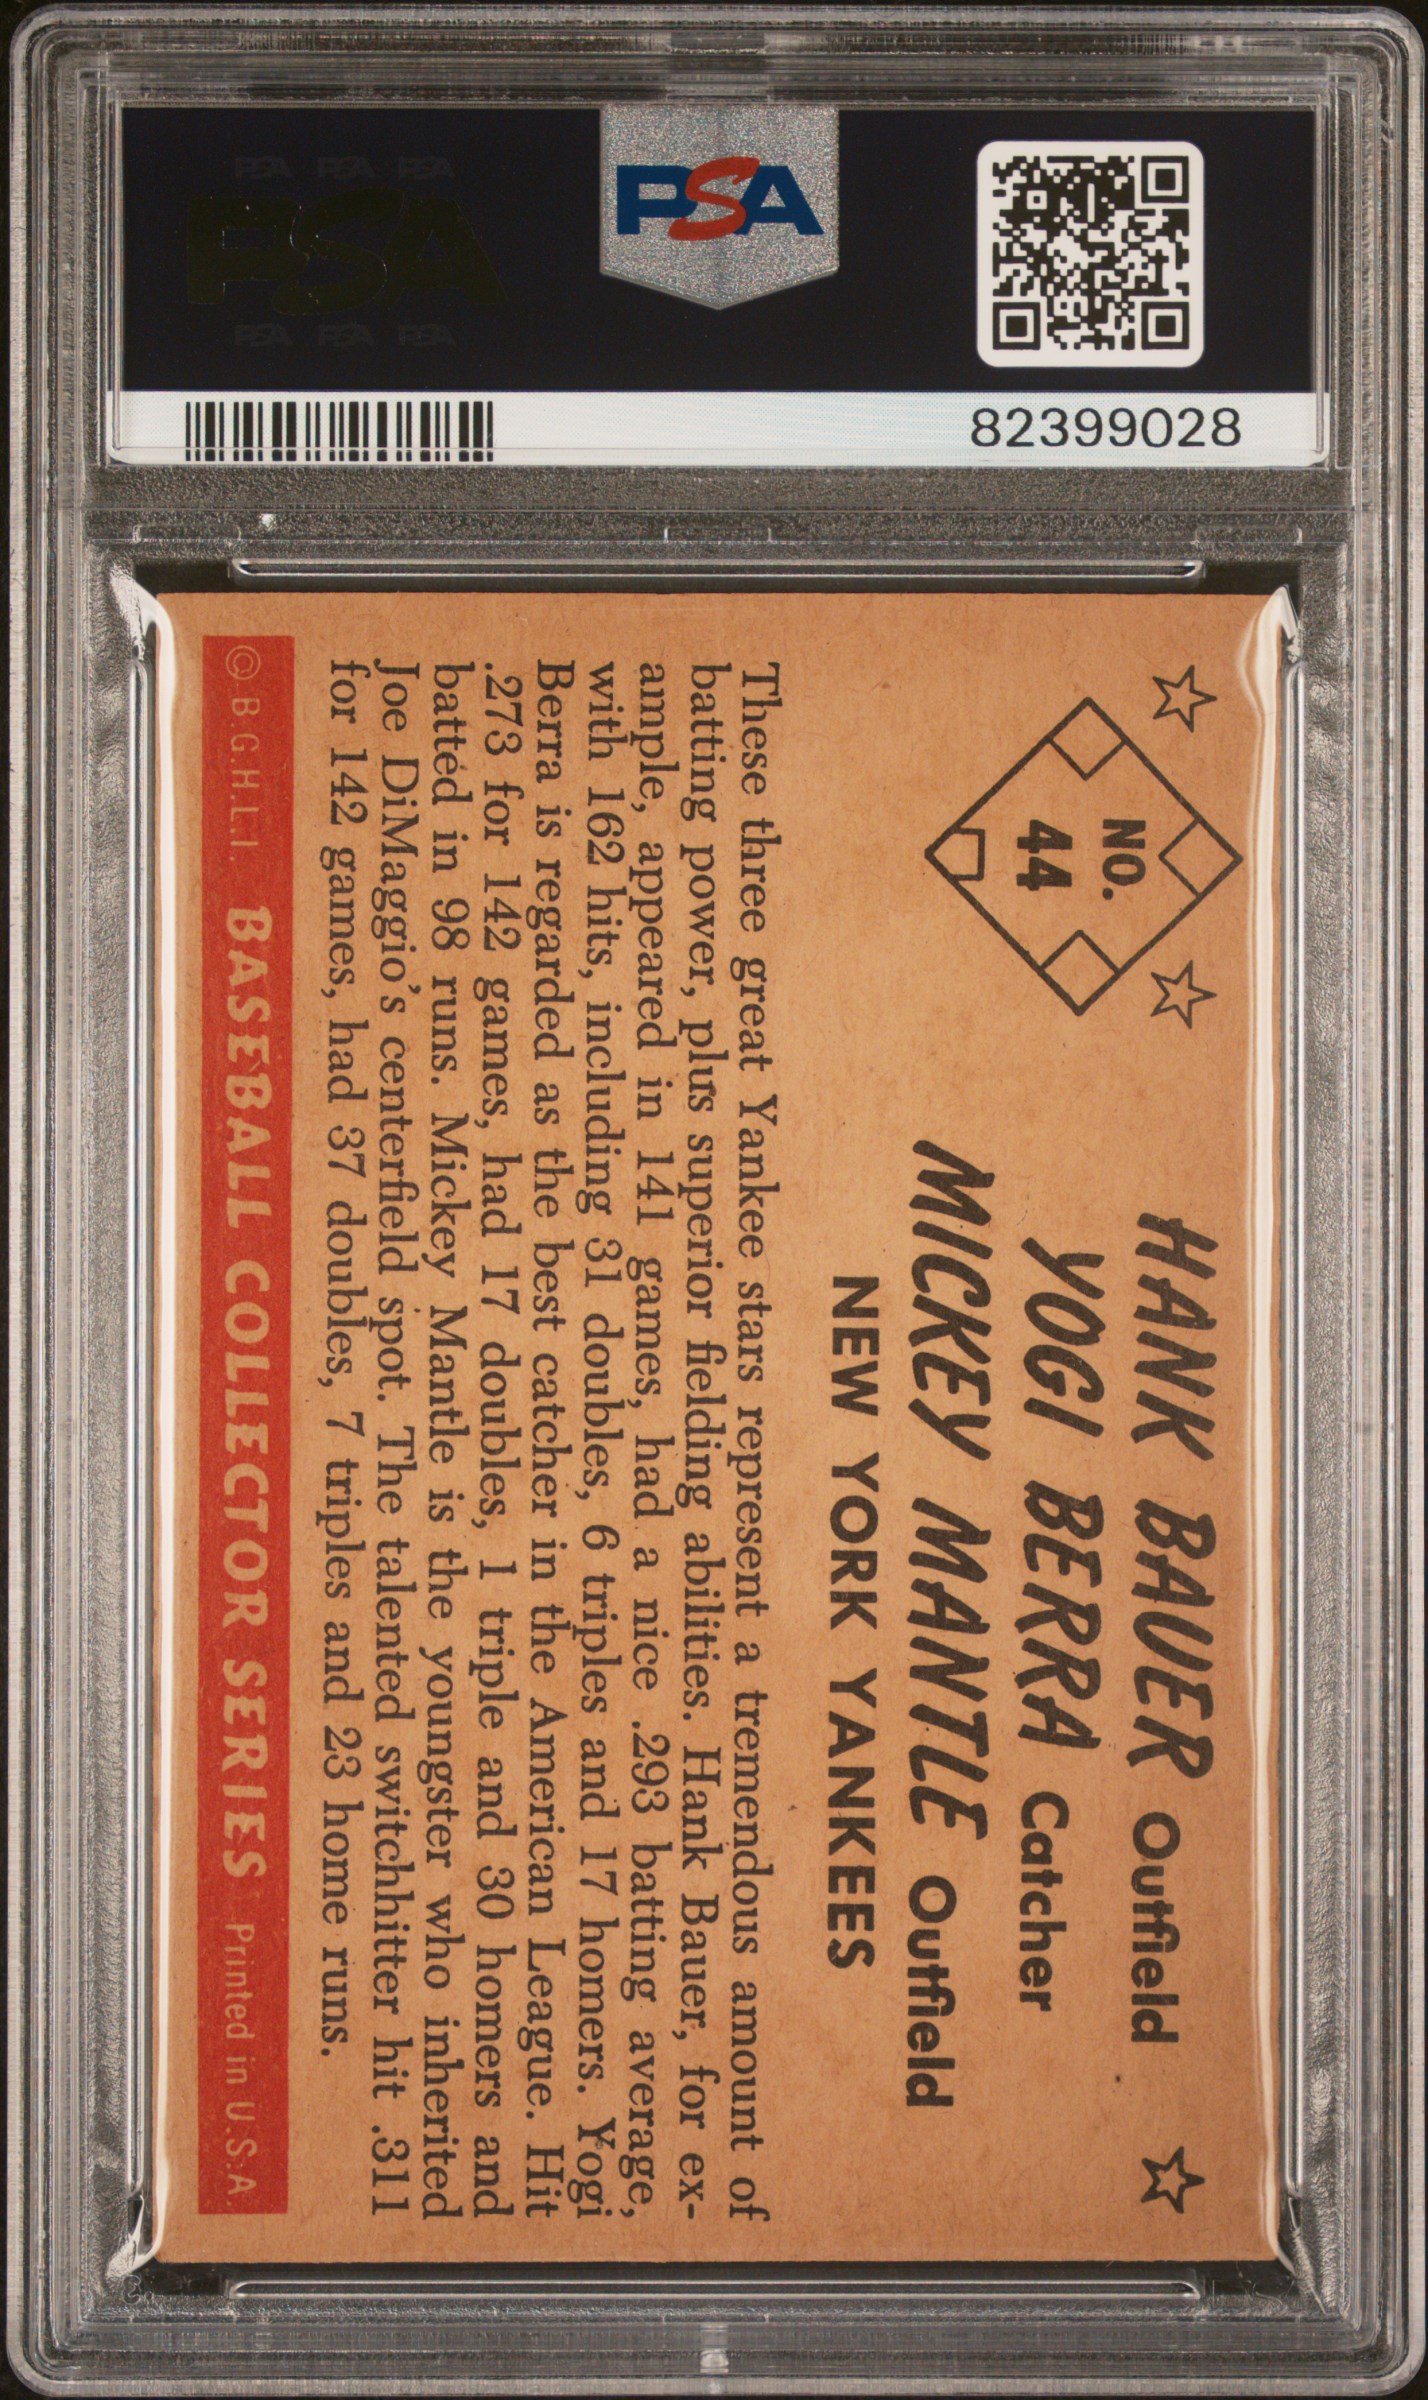 PSA PSA PSA
PSA
PSA PSA PSA
PSA
82399028
NO.
44
HANK BAUER Outfield
YOGI BERRA Catcher
MICKEY MANTLE Outfield
NEW YORK YANKEES
These three great Yankee stars represent a tremendous amount of
batting power, plus superior fielding abilities. Hank Bauer, for ex-
ample, appeared in 141 games, had a nice .293 batting average,
with 162 hits, including 31 doubles, 6 triples and 17 homers. Yogi
Berra is regarded as the best catcher in the American League. Hit
.273 for 142 games, had 17 doubles, 1 triple and 30 homers and
batted in 98 runs. Mickey Mantle is the youngster who inherited
Joe DiMaggio's centerfield spot. The talented switchhitter hit .311
for 142 games, had 37 doubles, 7 triples and 23 home runs.
© B.G.H.L.I. BASEBALL COLLECTOR SERIES Printed in U.S.A.